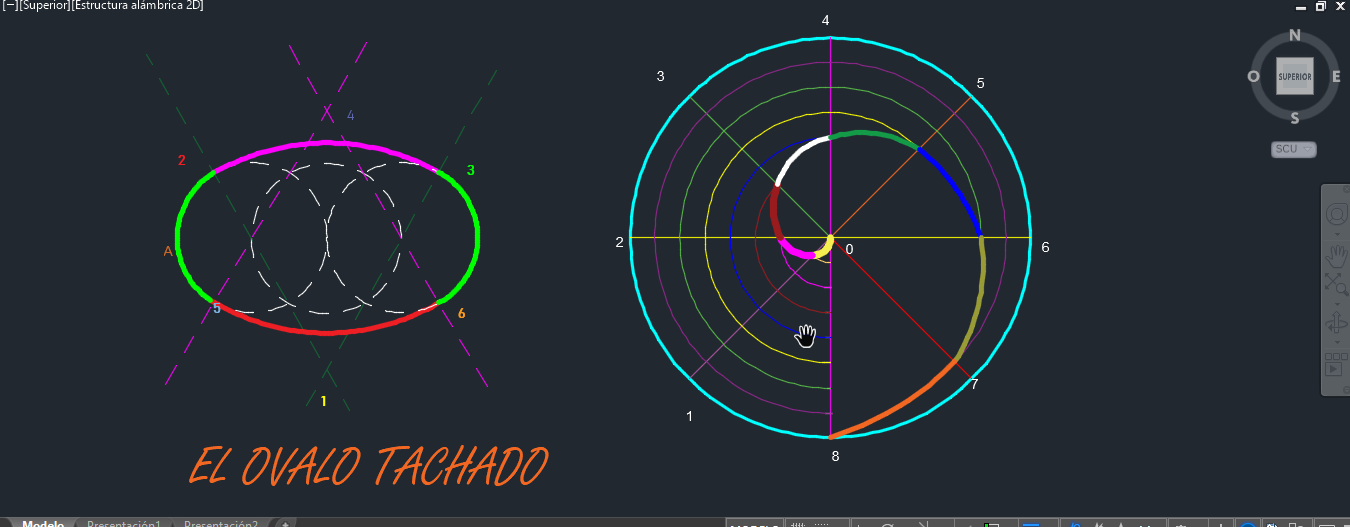 [−][Superior][Estructura alámbrica 2D]
4
3
5
2
6
0
1
7
8
N
O
SUPERIOR
E
S
SCU
4
2
3
A
5
6
1
EL OVALO TACHADO
Modelo
Presentación1
Presentación2
+
MODELO